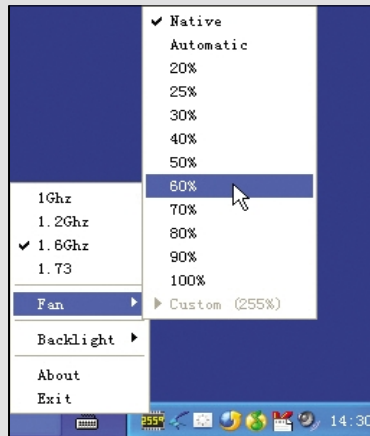 Native
Automatic
20%
25%
30%
40%
50%
60%
70%
80%
90%
100%
Custom (255%)
1Ghz
1.2Ghz
1.6Ghz
1.73
Fan
Backlight
About
Exit
14:30